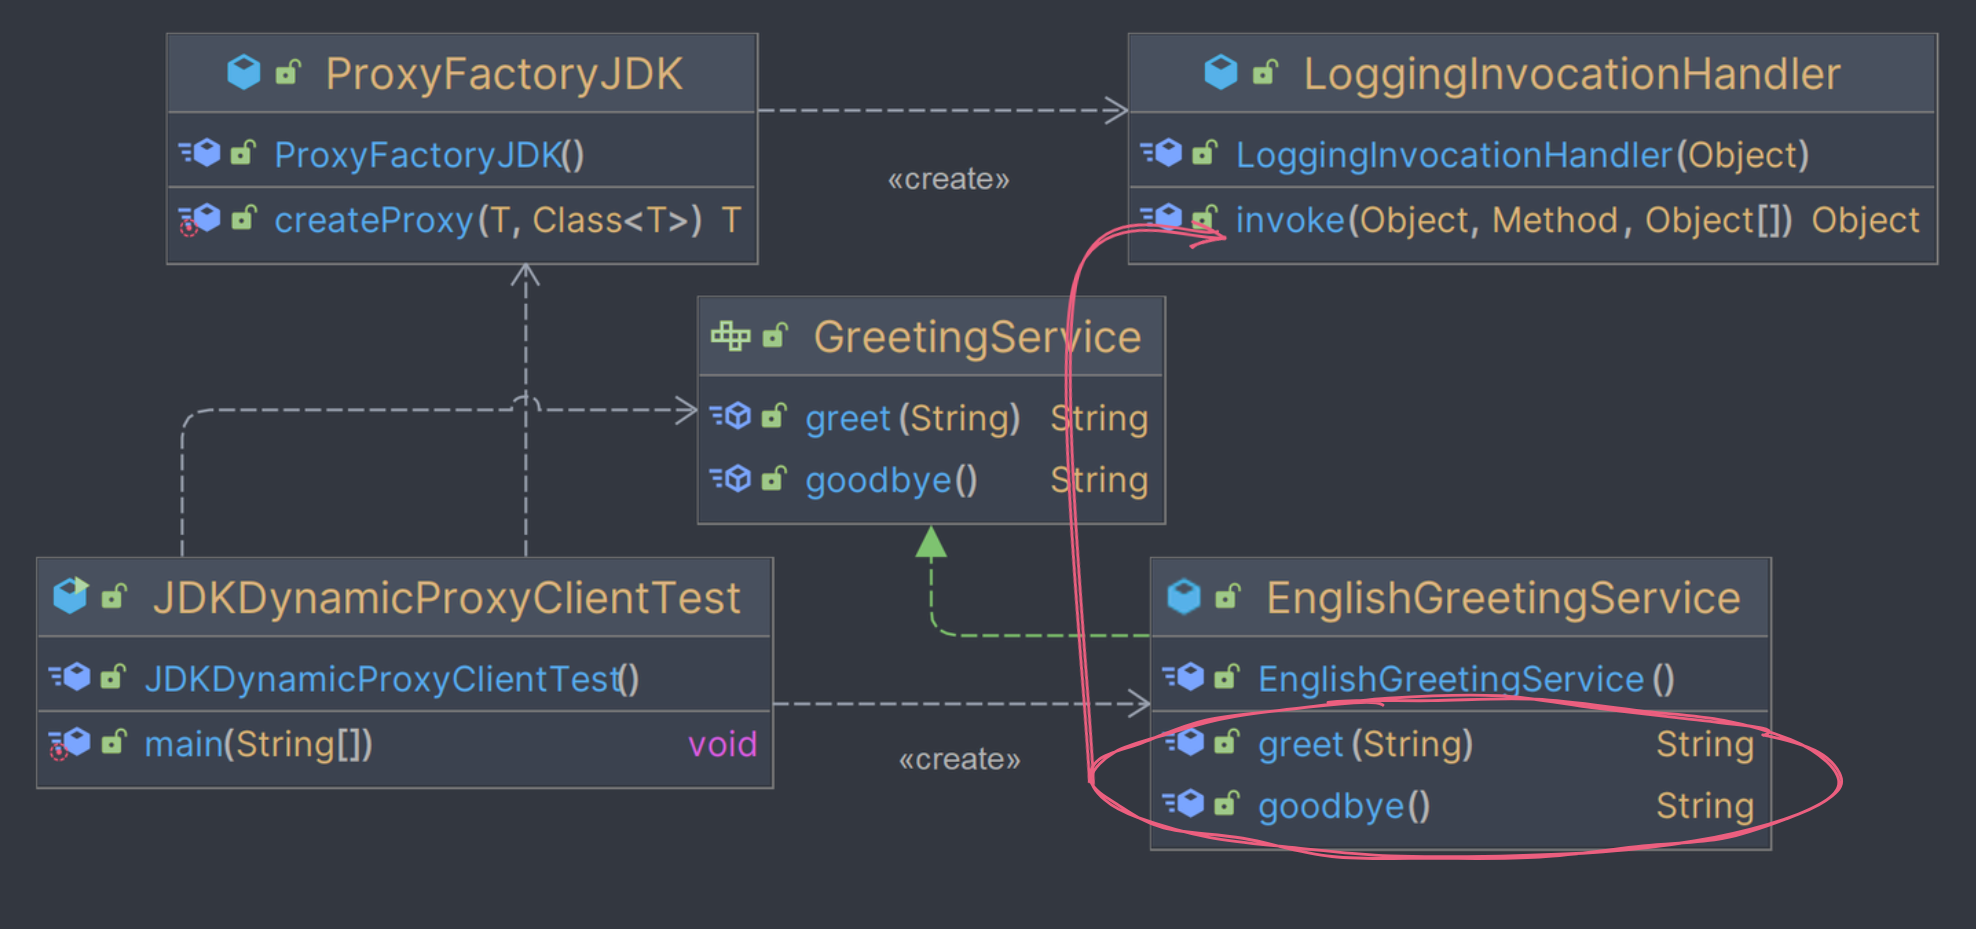 ProxyFactoryJDK
ProxyFactoryJDK()
createProxy(T, Class<T>) T
«create»
LoggingInvocationHandler
LoggingInvocationHandler(Object)
invoke(Object, Method, Object[]) Object
GreetingService
greet(String) String
goodbye() String
JDKDynamicProxyClientTest
JDKDynamicProxyClientTest()
main(String[]) void
«create»
EnglishGreetingService
EnglishGreetingService()
greet(String) String
goodbye() String